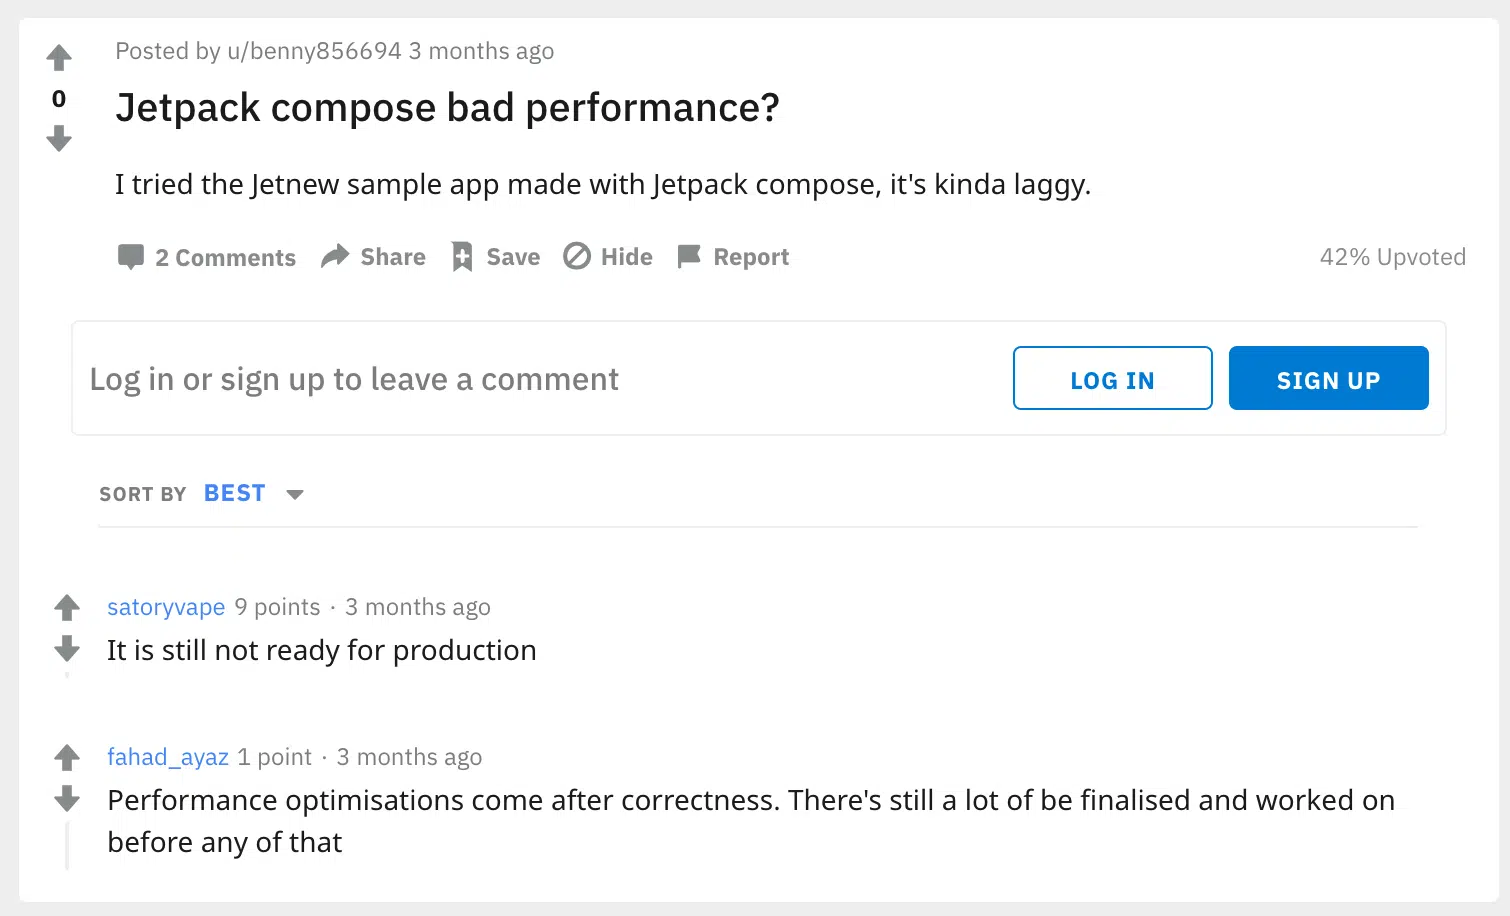 Posted by u/benny856694 3 months ago
0
Jetpack compose bad performance?
I tried the Jetnew sample app made with Jetpack compose, it's kinda laggy.
2 Comments Share Save Hide Report 42% Upvoted
Log in or sign up to leave a comment LOG IN SIGN UP
SORT BY BEST
satoryvape 9 points · 3 months ago
It is still not ready for production
fahad_ayaz 1 point · 3 months ago
Performance optimisations come after correctness. There's still a lot of be finalised and worked on
before any of that